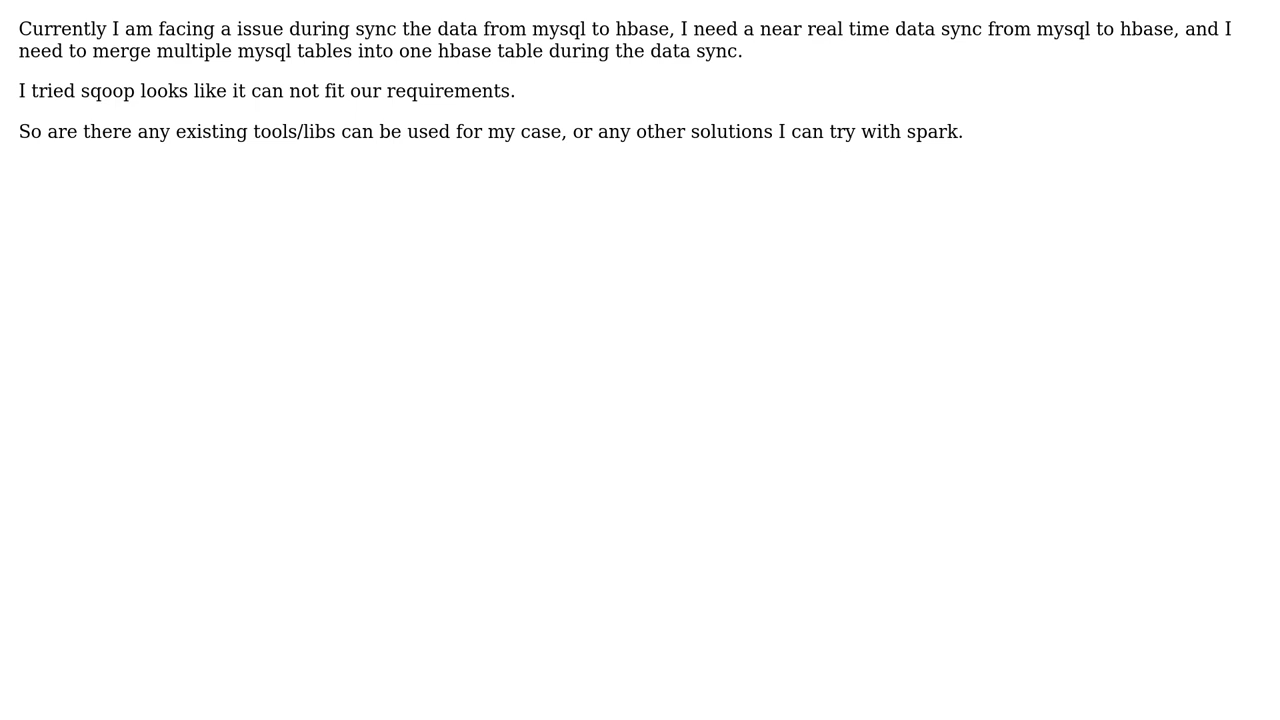 Currently I am facing a issue during sync the data from mysql to hbase, I need a near real time data sync from mysql to hbase, and I
need to merge multiple mysql tables into one hbase table during the data sync.
I tried sqoop looks like it can not fit our requirements.
So are there any existing tools/libs can be used for my case, or any other solutions I can try with spark.